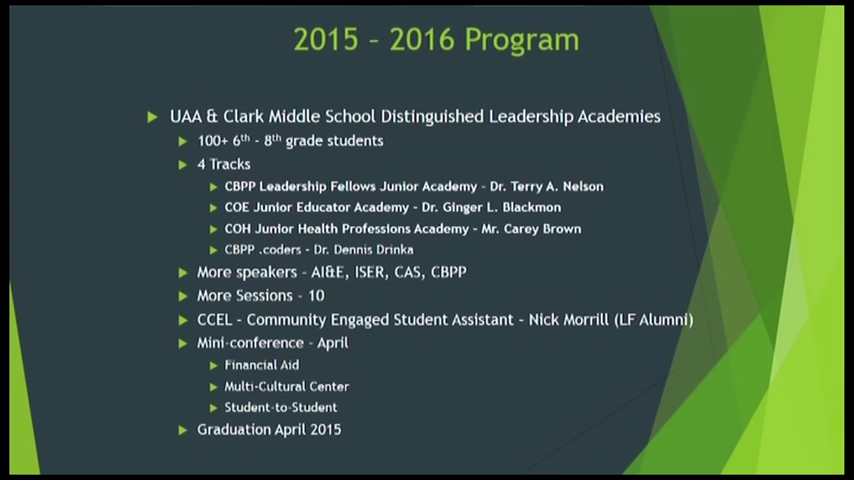 2015 – 2016 Program
UAA & Clark Middle School Distinguished Leadership Academies
100+ 6th - 8th grade students
4 Tracks
CBPP Leadership Fellows Junior Academy – Dr. Terry A. Nelson
COE Junior Educator Academy – Dr. Ginger L. Blackmon
COH Junior Health Professions Academy – Mr. Carey Brown
CBPP .coders – Dr. Dennis Drinka
More speakers – AI&E, ISER, CAS, CBPP
More Sessions - 10
CCEL – Community Engaged Student Assistant – Nick Morrill (LF Alumni)
Mini-conference - April
Financial Aid
Multi-Cultural Center
Student-to-Student
Graduation April 2015